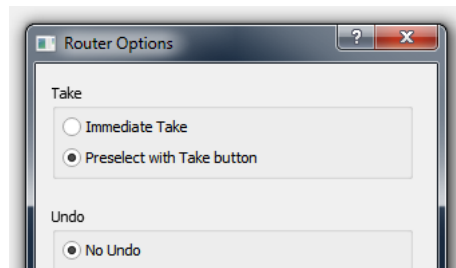 Router Options
?
X
Take
Immediate Take
Preselect with Take button
Undo
No Undo